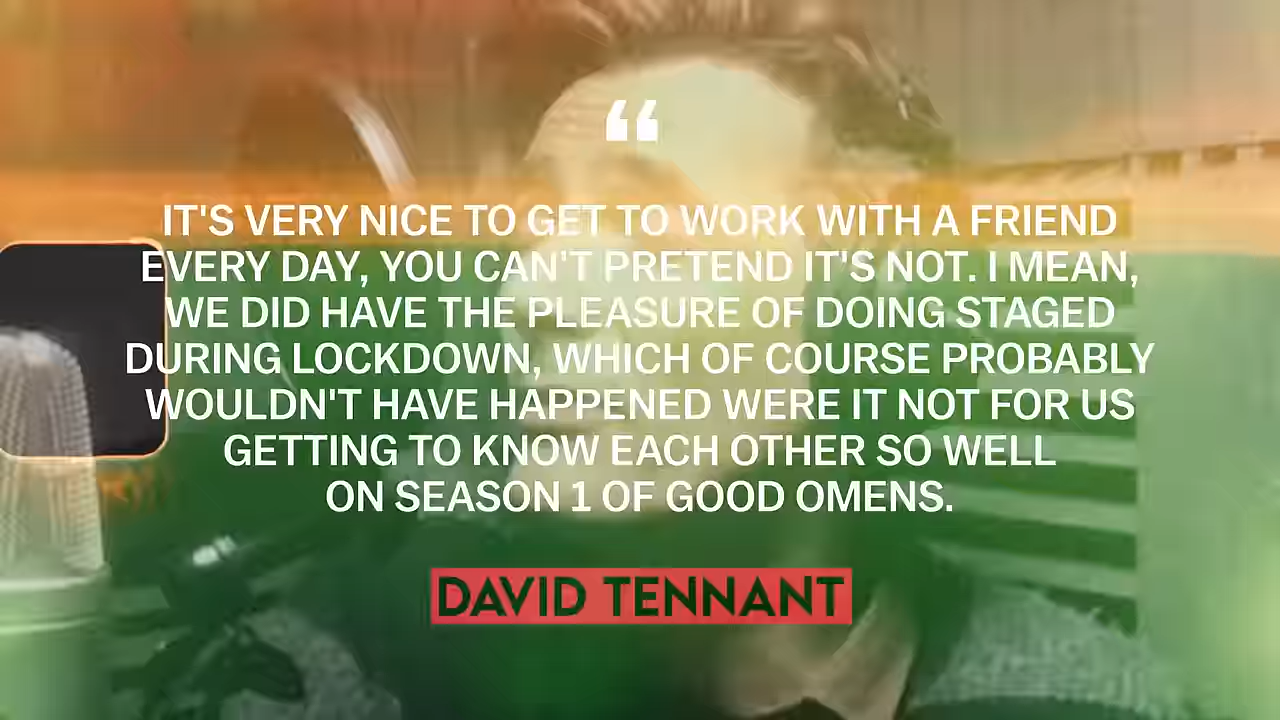 “
IT'S VERY NICE TO GET TO WORK WITH A FRIEND
EVERY DAY, YOU CAN'T PRETEND IT'S NOT. I MEAN,
WE DID HAVE THE PLEASURE OF DOING STAGED
DURING LOCKDOWN, WHICH OF COURSE PROBABLY
WOULDN'T HAVE HAPPENED WERE IT NOT FOR US
GETTING TO KNOW EACH OTHER SO WELL
ON SEASON 1 OF GOOD OMENS.
DAVID TENNANT